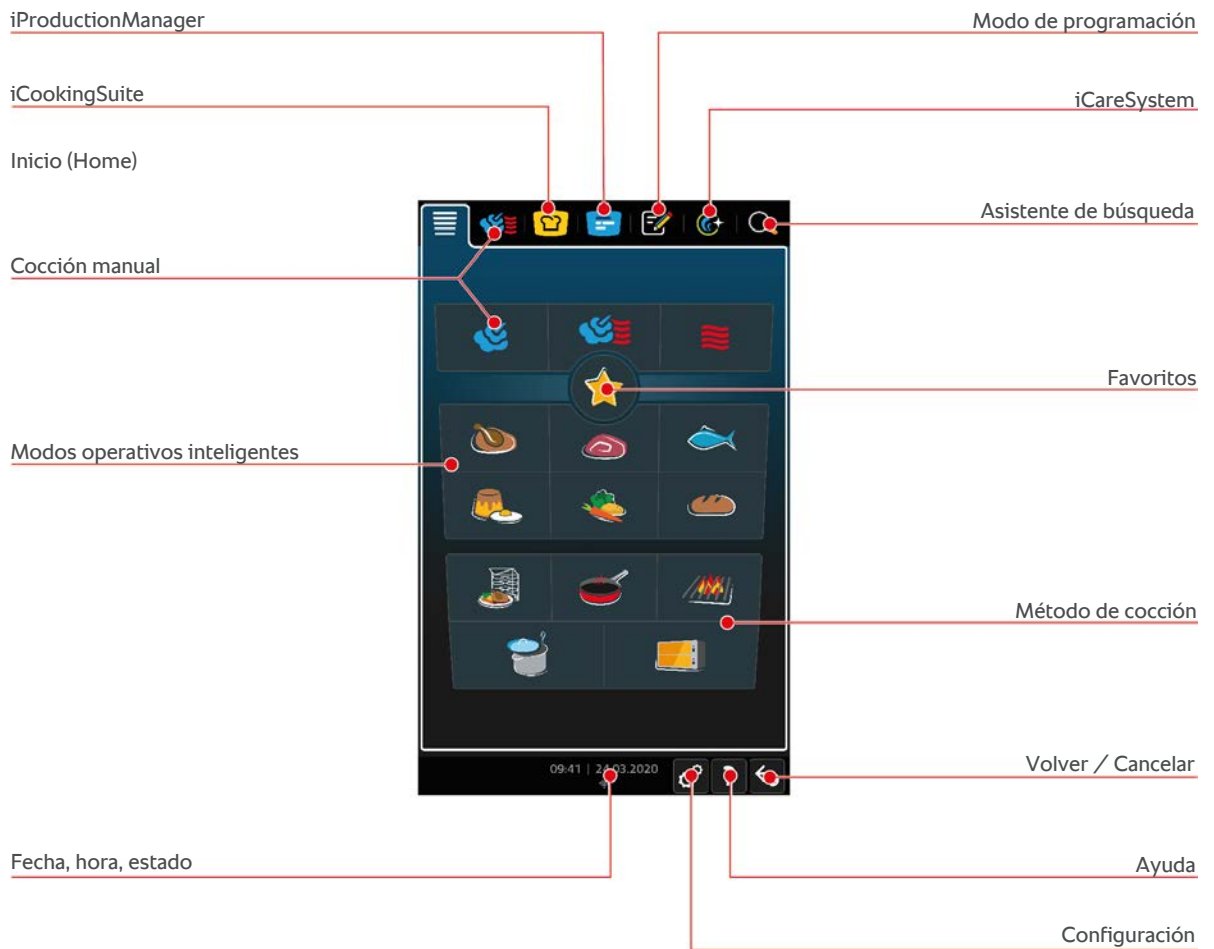 iProductionManager
Modo de programación
iCookingSuite
iCareSystem
Inicio (Home)
Asistente de búsqueda
Cocción manual
Favoritos
Modos operativos inteligentes
Método de cocción
09:41 | 24.03.2020
Volver / Cancelar
Fecha, hora, estado
Ayuda
Configuración